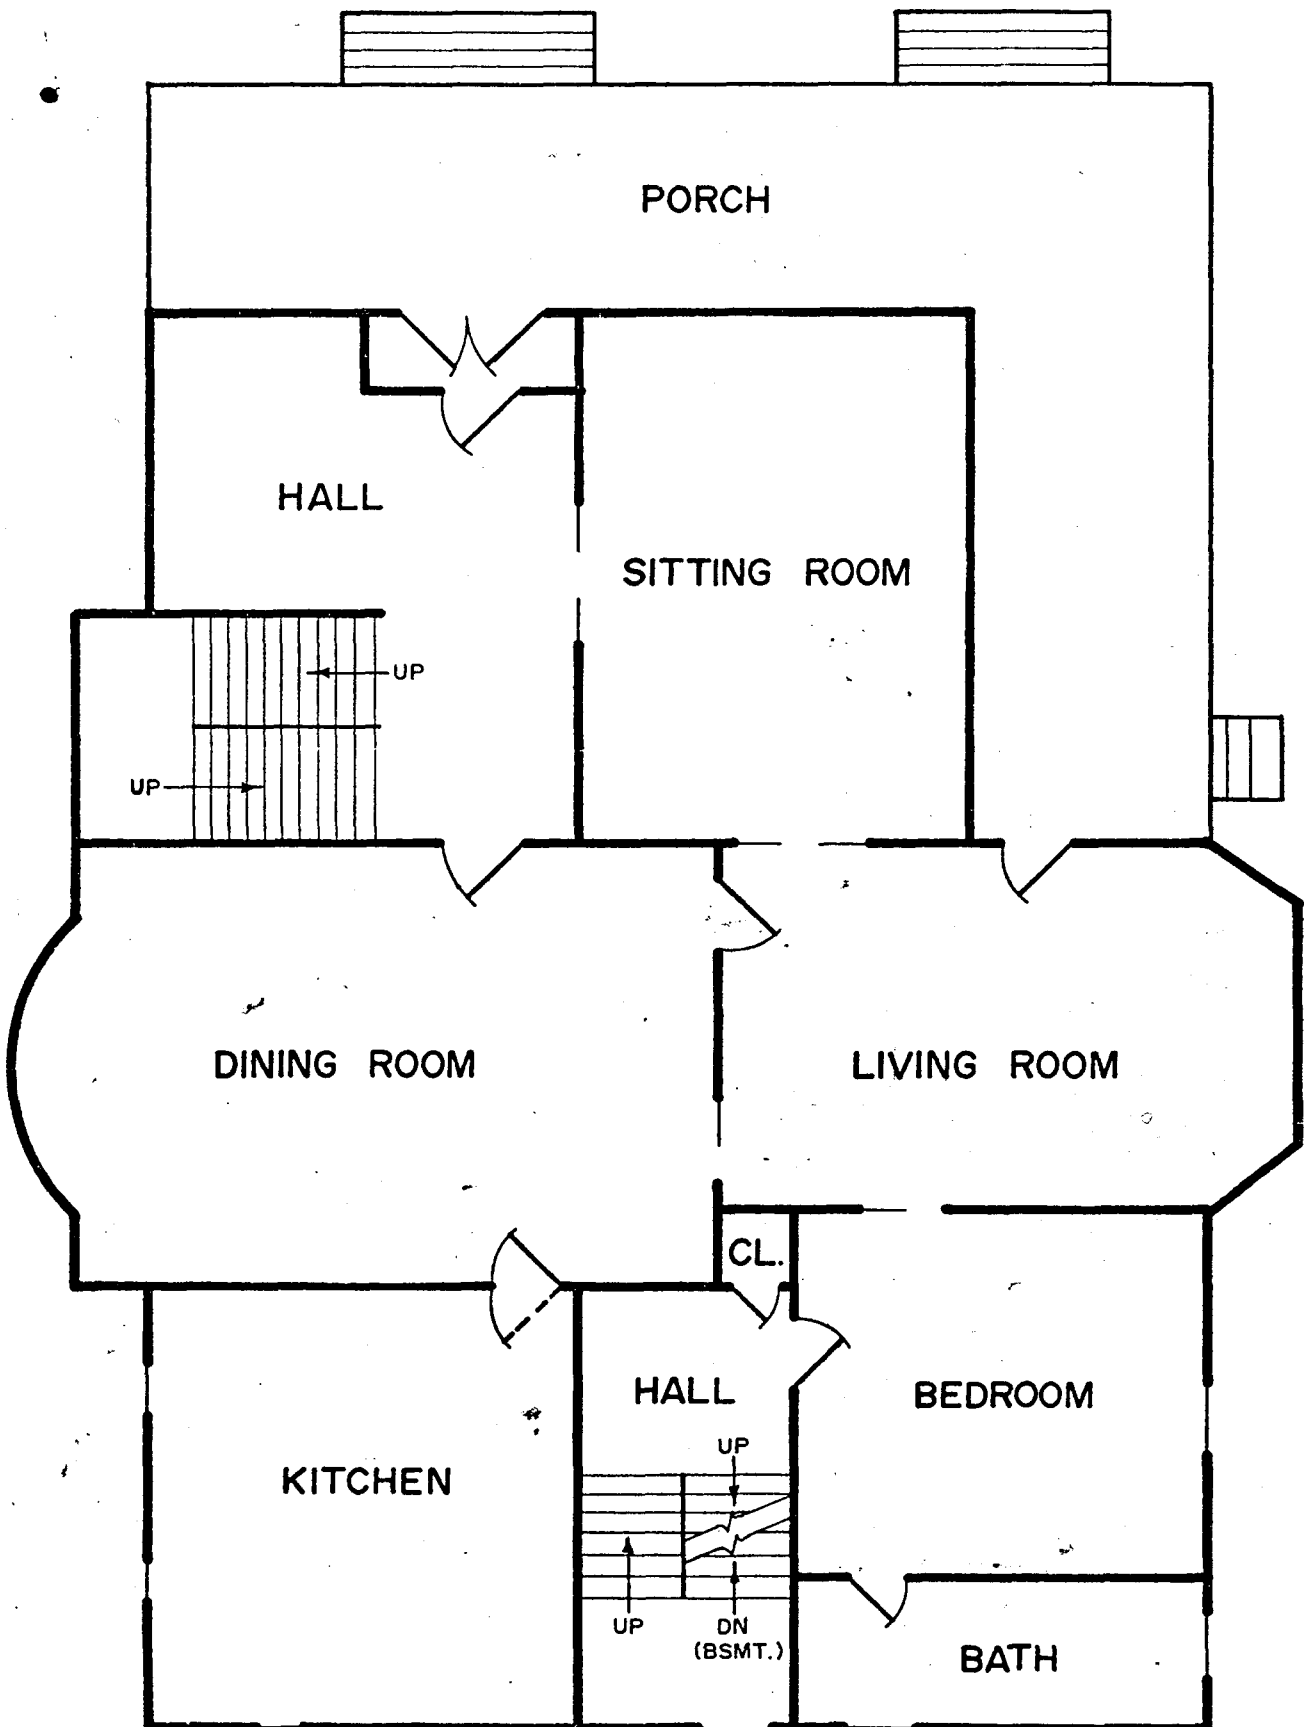 PORCH
HALL
SITTING ROOM
UP
UP
DINING ROOM
LIVING ROOM
CL.
HALL
BEDROOM
UP
KITCHEN
UP
DN
(BSMT.)
BATH